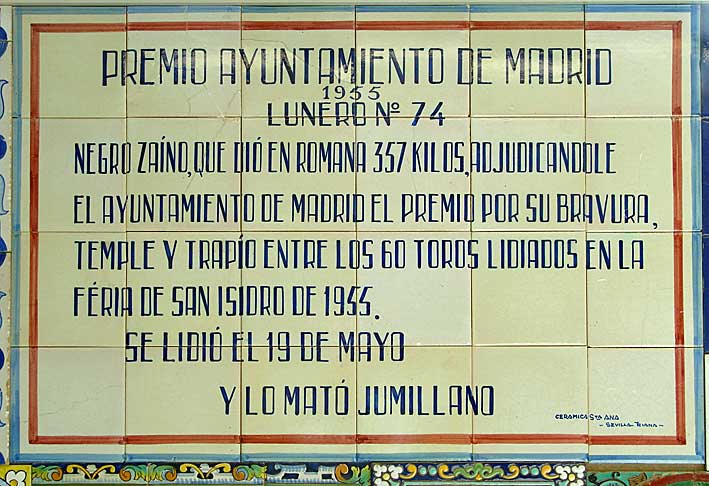 PREMIO AYUNTAMIENTO DE MADRID
1955
LUNERO Nº 74
NEGRO ZAÍNO, QUE DIÓ EN ROMANA 357 KILOS, ADJUDICANDOLE
EL AYUNTAMIENTO DE MADRID EL PREMIO POR SU BRAVURA,
TEMPLE Y TRAPÍO ENTRE LOS 60 TOROS LIDIADOS EN LA
FÉRIA DE SAN ISIDRO DE 1955.
SE LIDIÓ EL 19 DE MAYO
Y LO MATÓ JUMILLANO
CERAMICA STA ANA
- SEVILLA TRIANA -